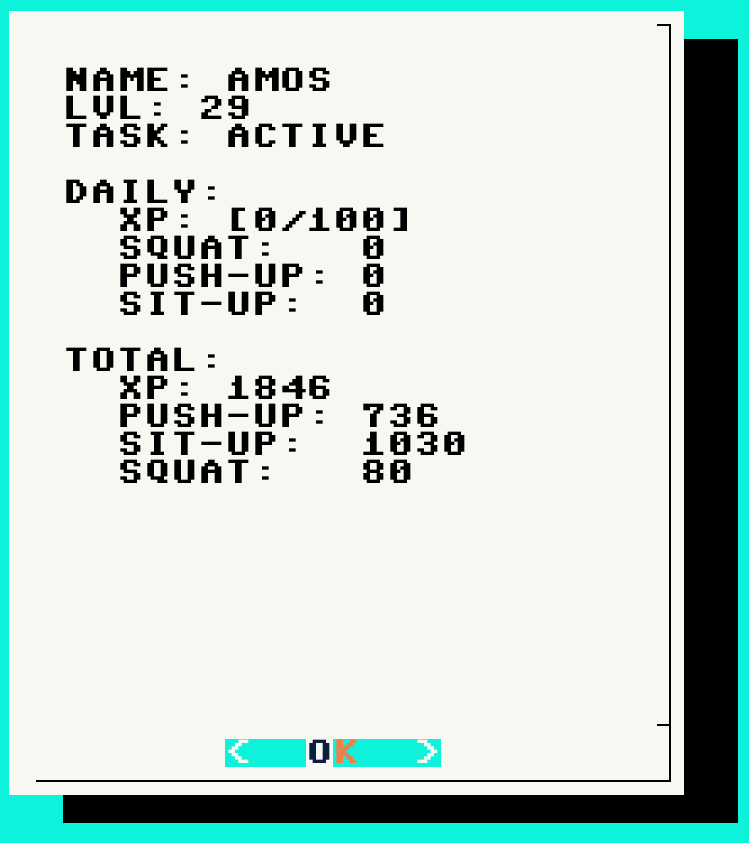 NAME: AMOS
LVL: 29
TASK: ACTIVE
DAILY:
XP: [0/100]
SQUAT: 0
PUSH-UP: 0
SIT-UP: 0
TOTAL:
XP: 1846
PUSH-UP: 736
SIT-UP: 1030
SQUAT: 80
< OK >